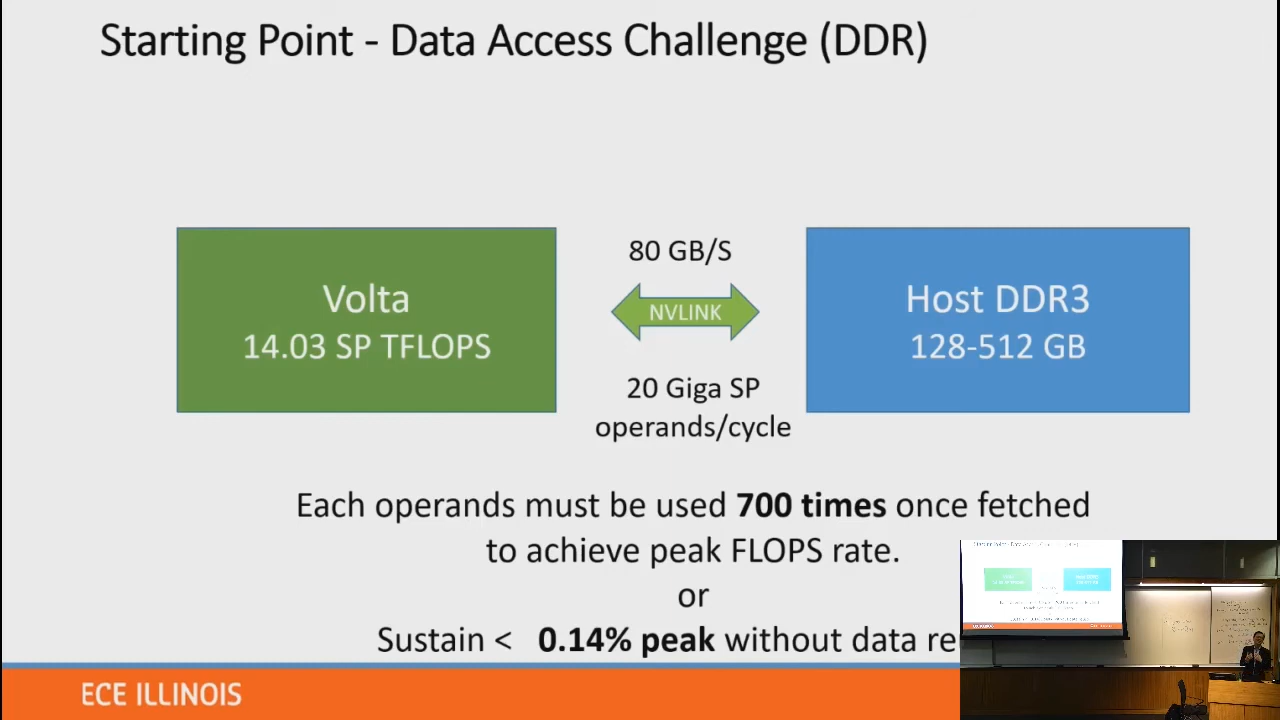 Starting Point - Data Access Challenge (DDR)
Volta
14.03 SP TFLOPS
80 GB/S
NVLINK
20 Giga SP
operands/cycle
Host DDR3
128-512 GB
Each operands must be used 700 times once fetched
to achieve peak FLOPS rate.
or
Sustain < 0.14% peak without data re
ECE ILLINOIS